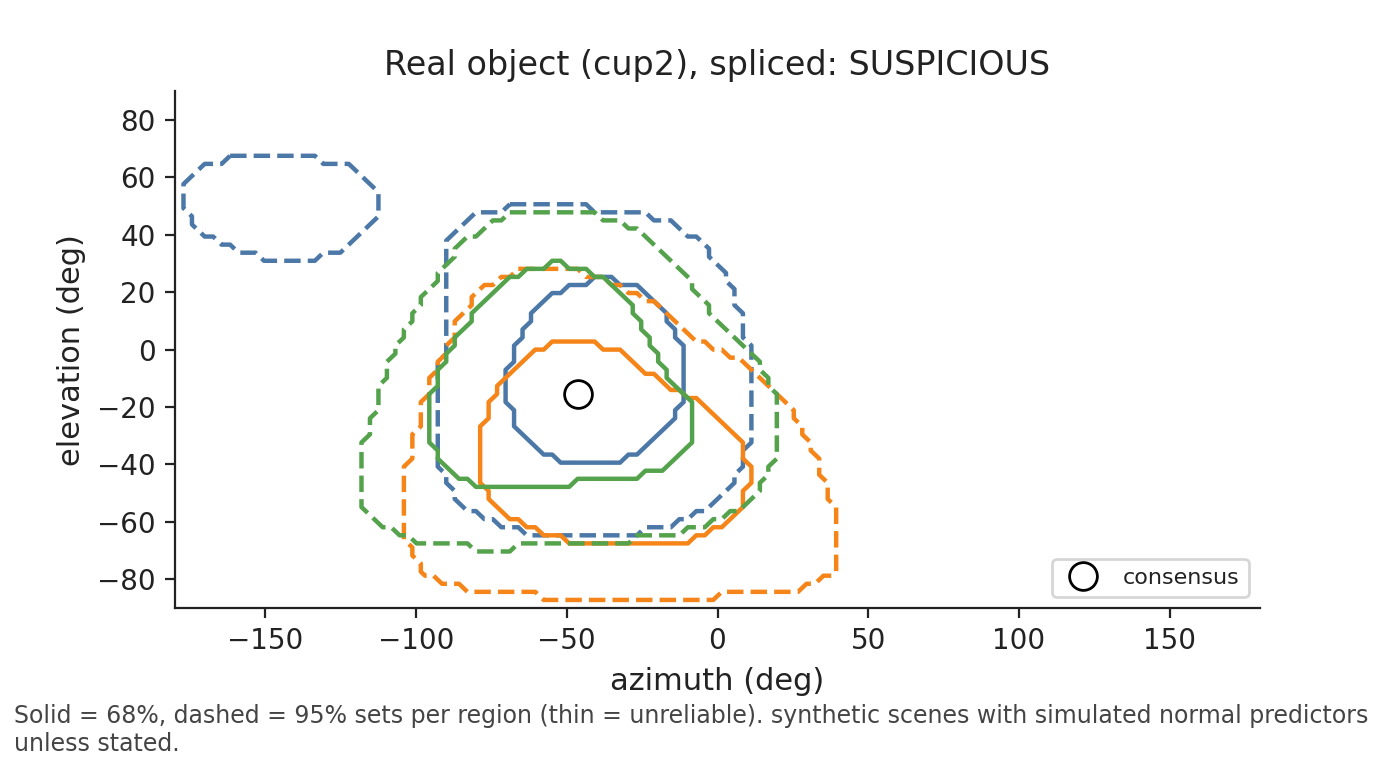 Real object (cup2), spliced: SUSPICIOUS
80
60
40
20
0
−20
−40
−60
−80
elevation (deg)
−150
−100
−50
0
50
100
150
azimuth (deg)
consensus
Solid = 68%, dashed = 95% sets per region (thin = unreliable). synthetic scenes with simulated normal predictors
unless stated.